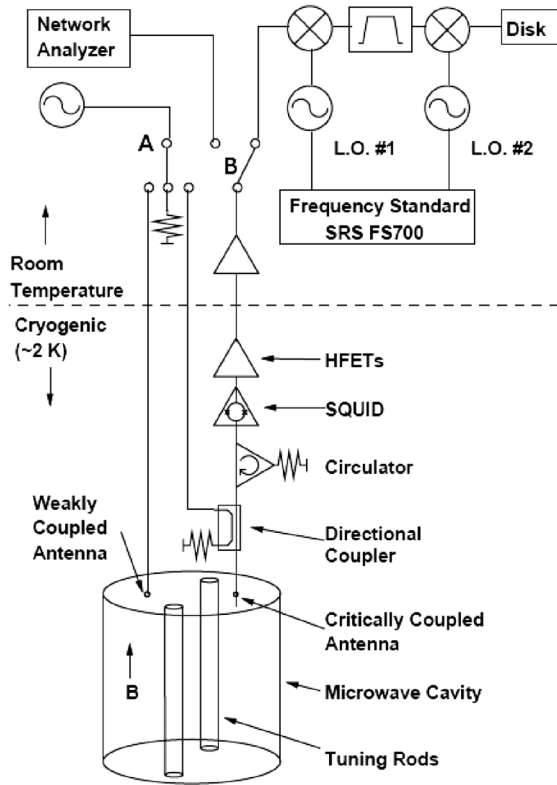 Network
Analyzer
Disk
A
B
L.O. #1
L.O. #2
Frequency Standard
SRS FS700
Room
Temperature
Cryogenic
(~2 K)
HFETs
SQUID
Circulator
Weakly
Coupled
Antenna
Directional
Coupler
Critically Coupled
Antenna
B
Microwave Cavity
Tuning Rods